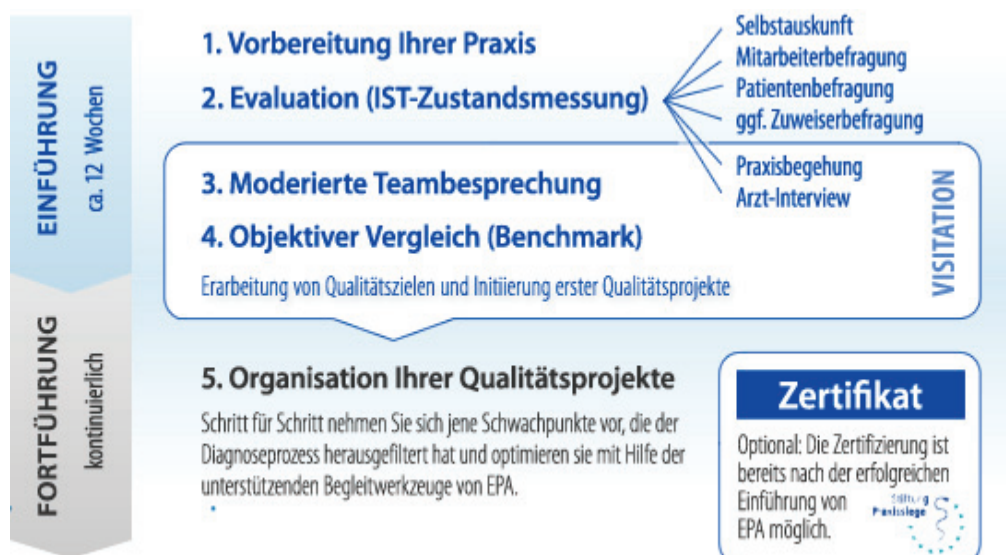 EINFÜHRUNG
ca. 12 Wochen
1. Vorbereitung Ihrer Praxis
2. Evaluation (IST-Zustandsmessung)
Selbstauskunft
Mitarbeiterbefragung
Patientenbefragung
ggf. Zuweiserbefragung
Praxisbegehung
Arzt-Interview
3. Moderierte Teambesprechung
4. Objektiver Vergleich (Benchmark)
Erarbeitung von Qualitätszielen und Initiierung erster Qualitätsprojekte
VISITATION
FORTFÜHRUNG
kontinuierlich
5. Organisation Ihrer Qualitätsprojekte
Schritt für Schritt nehmen Sie sich jene Schwachpunkte vor, die der
Diagnoseprozess herausgefiltert hat und optimieren sie mit Hilfe der
unterstützenden Begleitwerkzeuge von EPA.
Zertifikat
Optional: Die Zertifizierung ist
bereits nach der erfolgreichen
Einführung von
EPA möglich.
Stiftung
Praxissiegel